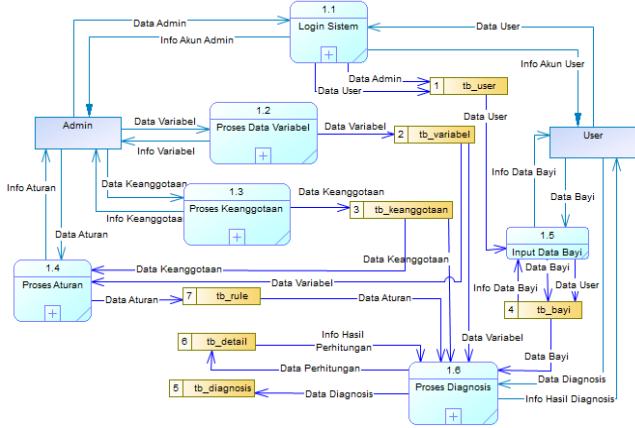 1.1
Data Admin
Login Sistem
Data User
Info Akun Admin
Info Akun User
Data Admin
Data User
1 tb_user
Data User
1.2
Admin
Data Variabel
Proses Data Variabel
Data Variabel
2 tb_variabel
User
Info Variabel
Info Data Bayi
1.3
Data Keanggotaan
Data Keanggotaan
Info Aturan
Proses Keanggotaan
3 tb_keanggotaan
Data Bayi
Info Keanggotaan
Data Aturan
1.5
Input Data Bayi
Data Keanggotaan
1.4
Data Keanggotaan
Data Bayi
Proses Aturan
Data Variabel
Info Data Bayi
Data User
7 tb_rule
Data Aturan
Data Aturan
4 tb_bayi
Info Hasil
Perhitungan
Data Variabel
6 tb_detail
Data Bayi
1.6
Data Perhitungan
Proses Diagnosis
Data Diagnosis
5 tb_diagnosis
Data Diagnosis
Info Hasil Diagnosis